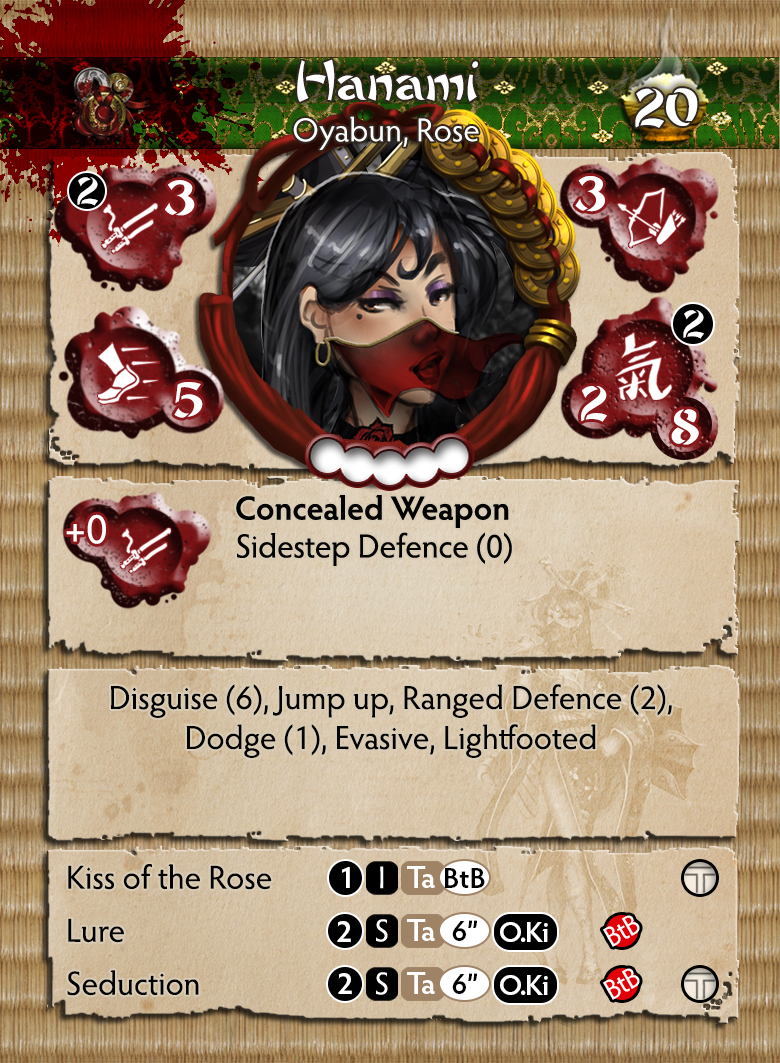 Hanami
20
Oyabun, Rose
2 3
3
5
氣
2
2 8
+0
Concealed Weapon
Sidestep Defence (0)
Disguise (6), Jump up, Ranged Defence (2),
Dodge (1), Evasive, Lightfooted
Kiss of the Rose 1 I Ta BtB T
Lure 2 S Ta 6" O.Ki BtB
Seduction 2 S Ta 6" O.Ki BtB T